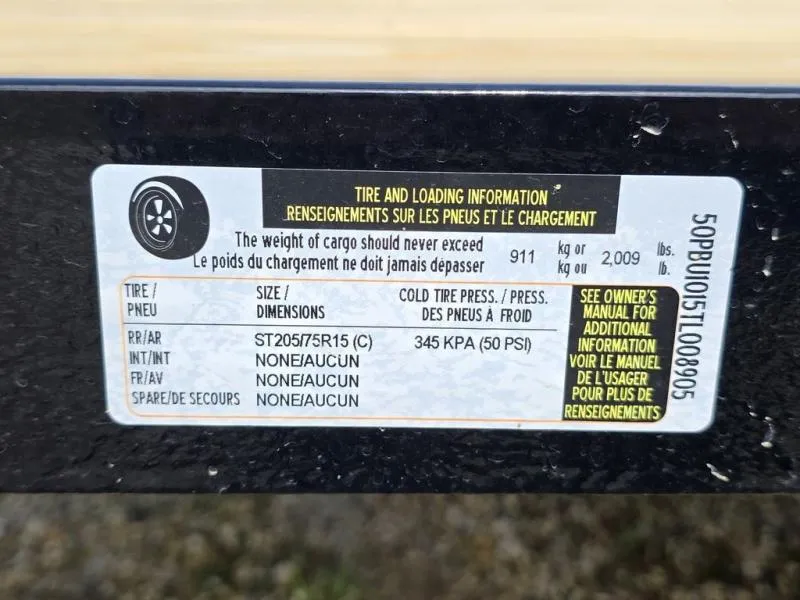 TIRE AND LOADING INFORMATION
RENSEIGNEMENTS SUR LES PNEUS ET LE CHARGEMENT
The weight of cargo should never exceed 911 kg or 2,009 lbs.
Le poids du chargement ne doit jamais dépasser kg ou lb.
TIRE / SIZE / COLD TIRE PRESS. / PRESS.
PNEU DIMENSIONS DES PNEUS À FROID
RR/AR ST205/75R15 (C) 345 KPA (50 PSI)
INT/INT NONE/AUCUN
FR/AV NONE/AUCUN
SPARE/DE SECOURS NONE/AUCUN
SEE OWNER'S
MANUAL FOR
ADDITIONAL
INFORMATION
VOIR LE MANUEL
DE L'USAGER
POUR PLUS DE
RENSEIGNEMENTS
50PBU1015TL008905